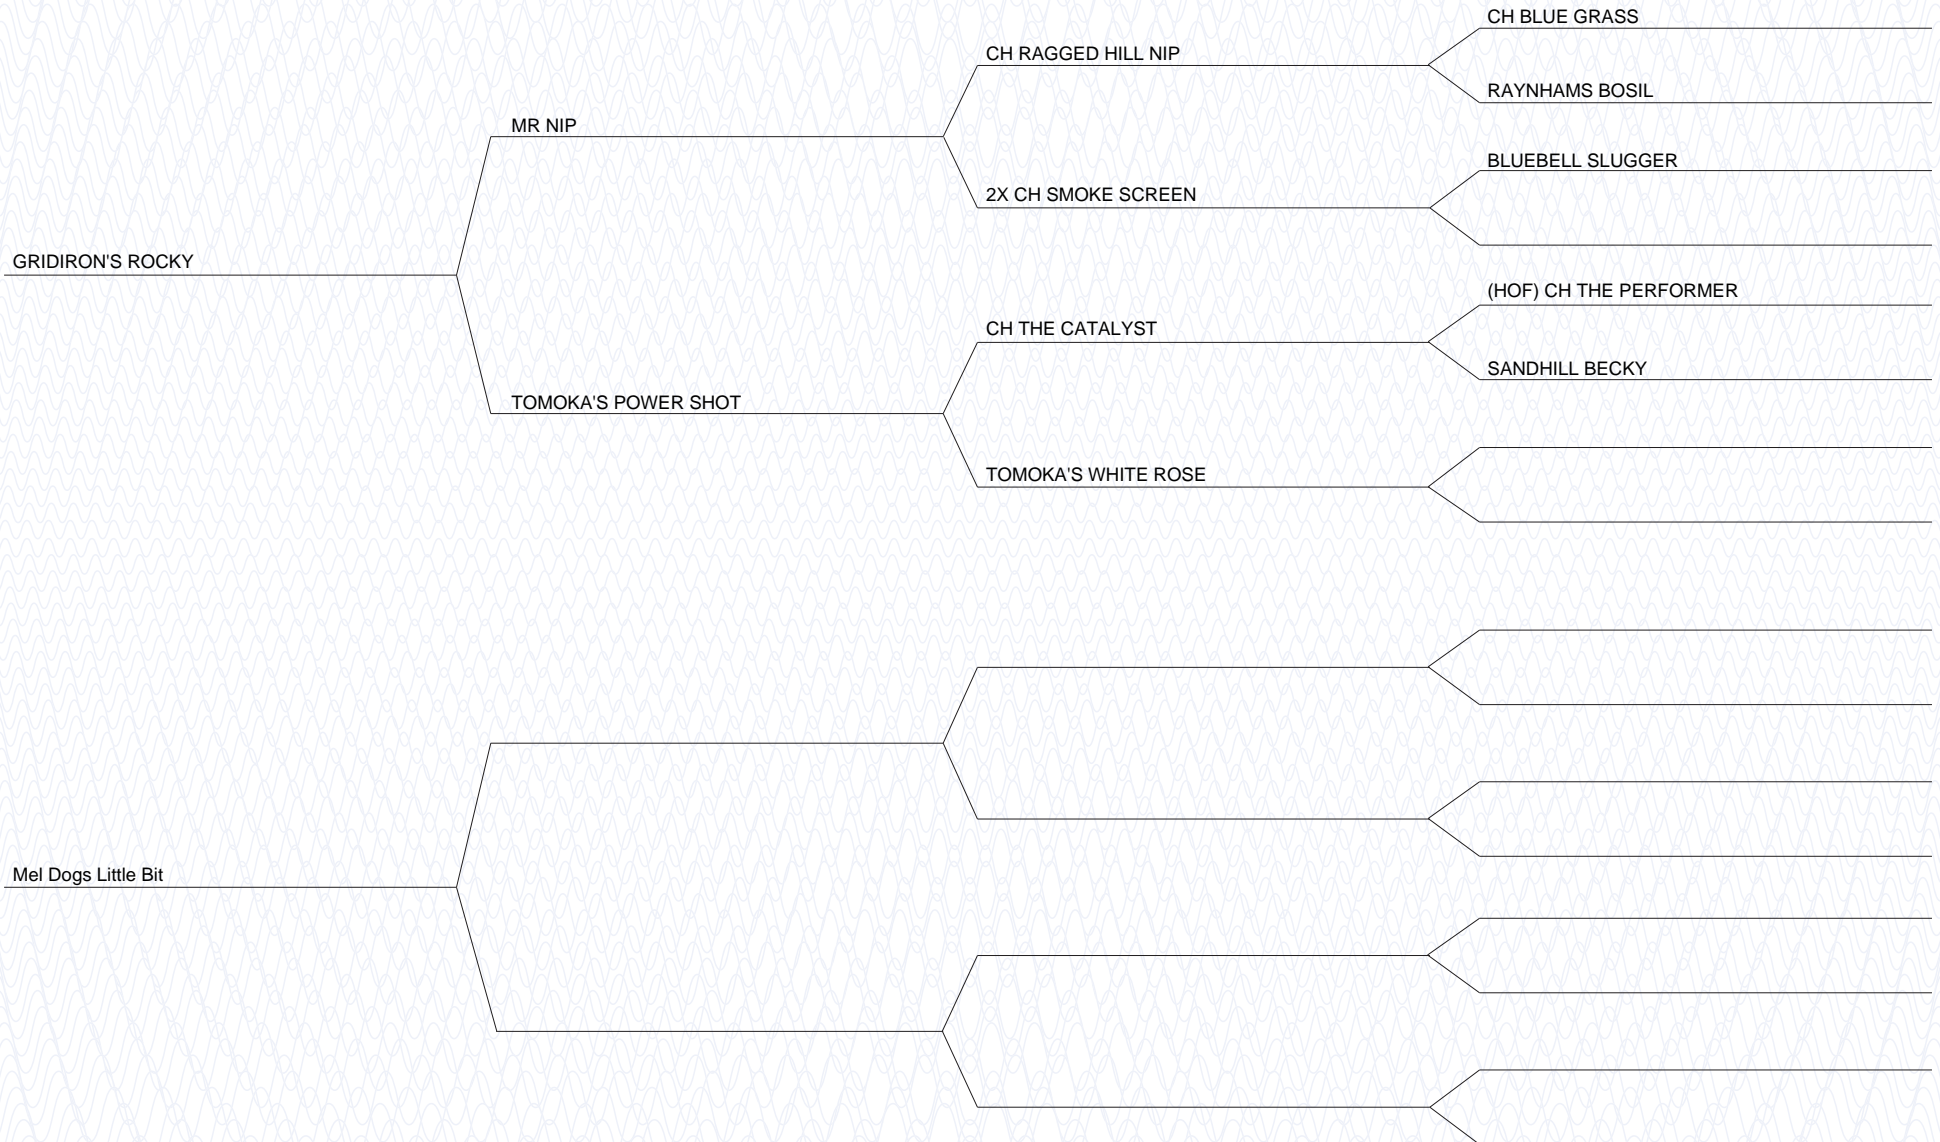 CH BLUE GRASS
CH RAGGED HILL NIP
RAYNHAMS BOSIL
MR NIP
BLUEBELL SLUGGER
2X CH SMOKE SCREEN
GRIDIRON'S ROCKY
(HOF) CH THE PERFORMER
CH THE CATALYST
SANDHILL BECKY
TOMOKA'S POWER SHOT
TOMOKA'S WHITE ROSE
Mel Dogs Little Bit